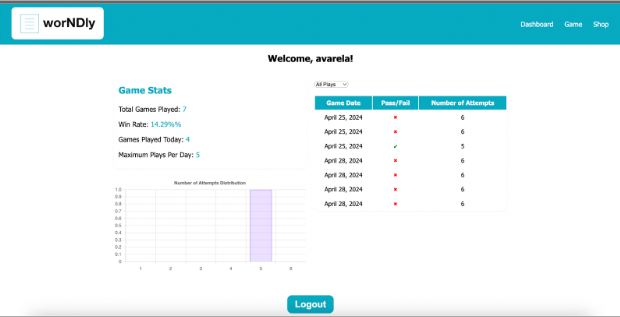 worNDly
Dashboard Game Shop
Welcome, avarela!
Game Stats
Total Games Played: 7
Win Rate: 14.29%%
Games Played Today: 4
Maximum Plays Per Day: 5
Number of Attempts Distribution
1.0
0.9
0.8
0.7
0.6
0.5
0.4
0.3
0.2
0.1
0
1 2 3 4 5 6
All Plays
Game Date Pass/Fail Number of Attempts
April 25, 2024 ✖ 6
April 25, 2024 ✖ 6
April 25, 2024 ✓ 5
April 28, 2024 ✖ 6
April 28, 2024 ✖ 6
April 28, 2024 ✖ 6
April 28, 2024 ✖ 6
Logout